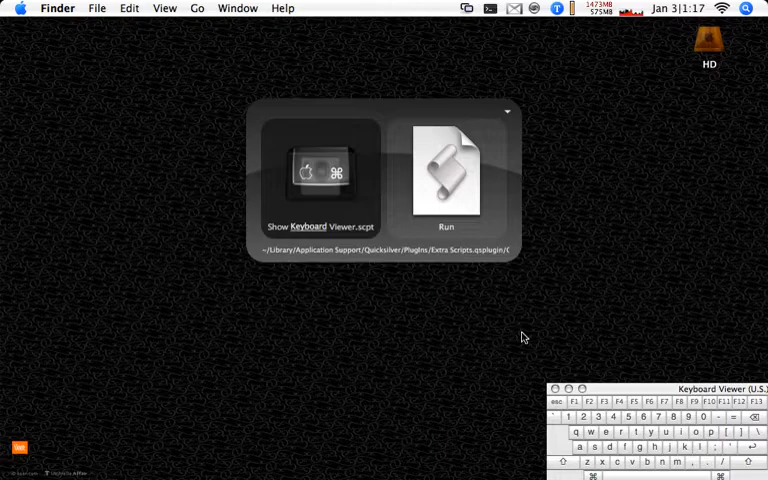 Finder File Edit View Go Window Help 1473MB 575MB Jan 3|1:17
HD
Show Keyboard Viewer.scpt Run
~/Library/Application Support/Quicksilver/PlugIns/Extra Scripts.qsplugin/C
Keyboard Viewer (U.S.)
esc F1 F2 F3 F4 F5 F6 F7 F8 F9 F10 F11 F12 F13
` 1 2 3 4 5 6 7 8 9 0 - =
q w e r t y u i o p [ ] \
a s d f g h j k l ; '
z x c v b n m , . /